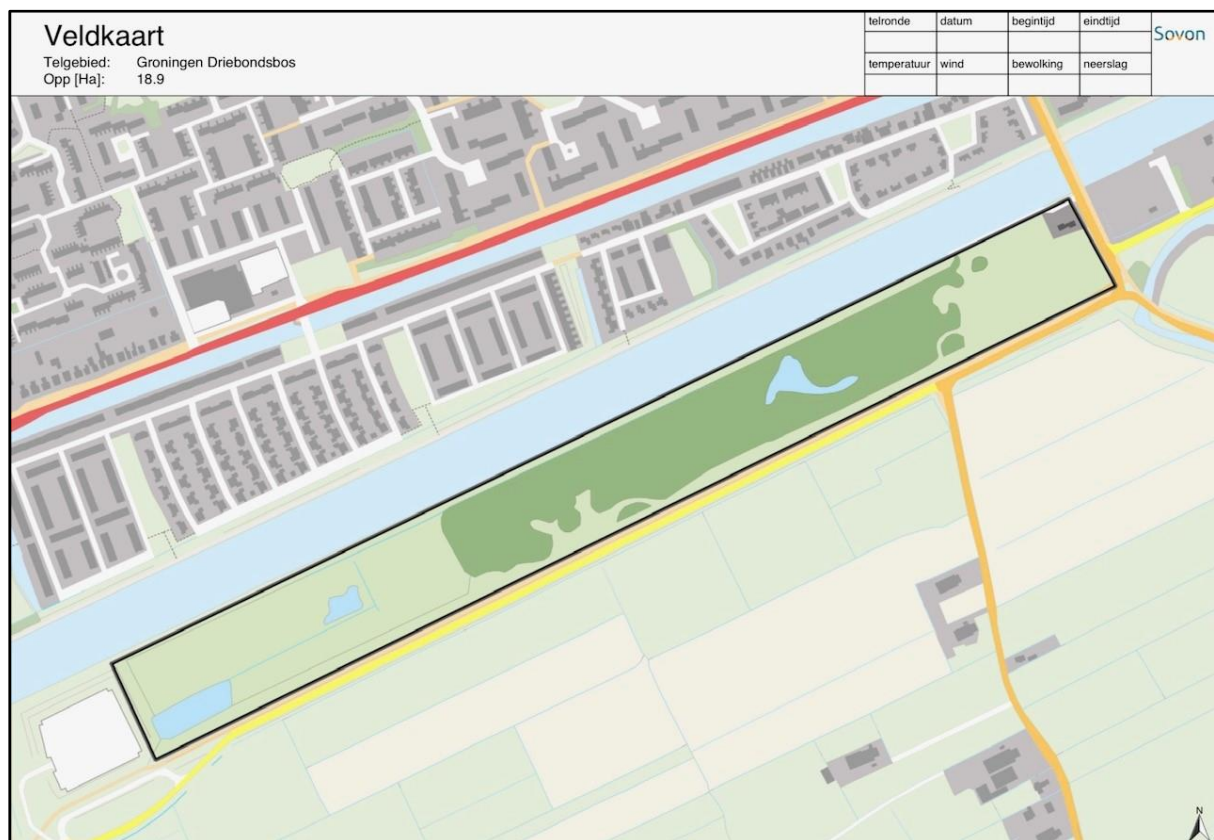 Veldkaart
Telgebied: Groningen Driebondsbos
Opp [Ha]: 18.9
telronde datum begintijd eindtijd
temperatuur wind bewolking neerslag
Sovon
N